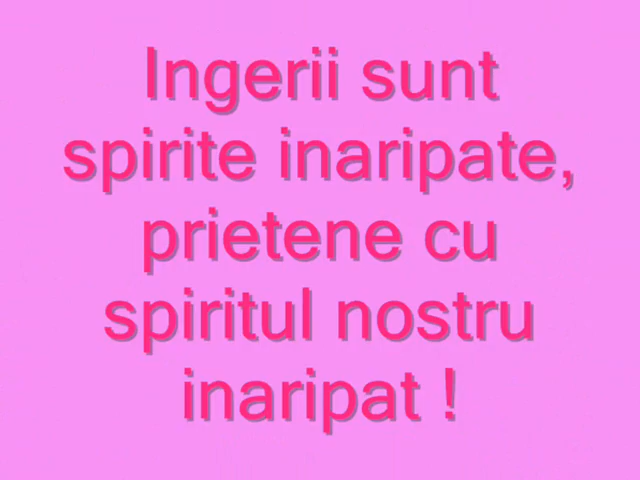 Ingerii sunt
spirite inaripate,
prietene cu
spiritul nostru
inaripat !